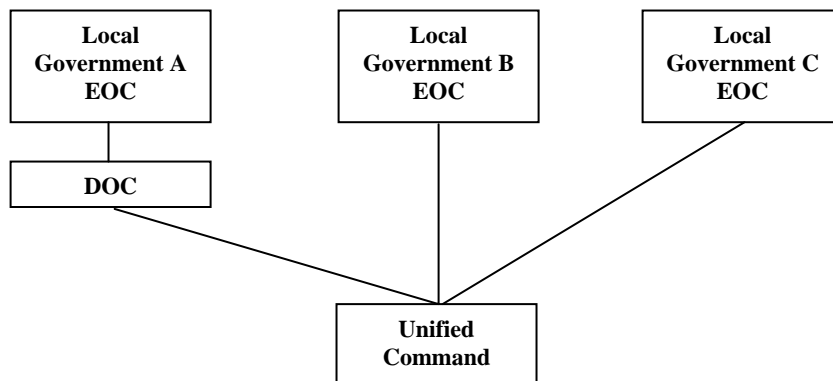 Local
Government A
EOC
Local
Government B
EOC
Local
Government C
EOC
DOC
Unified
Command